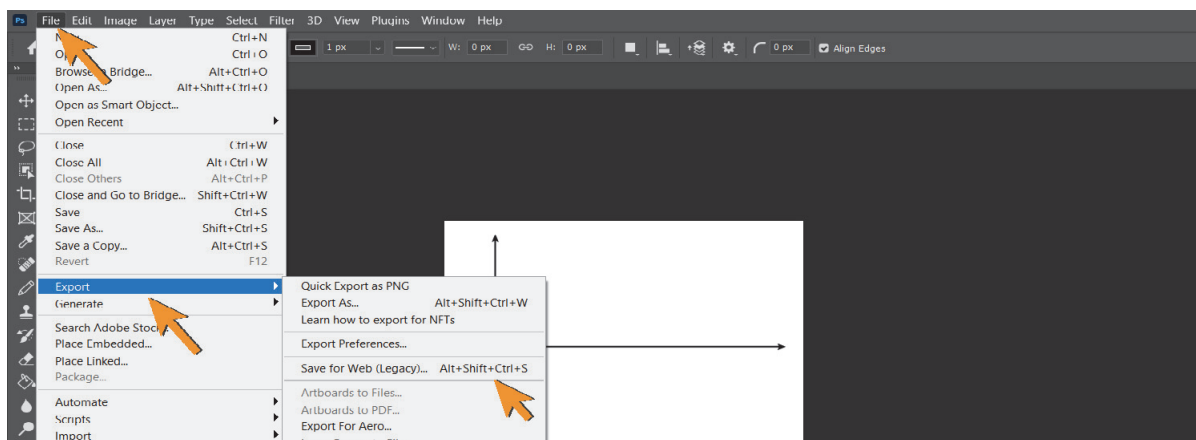 Ps File Edit Image Layer Type Select Filter 3D View Plugins Window Help
1 px W: 0 px H: 0 px 0 px Align Edges
Ctrl+N
Ctrl+O
Browse Bridge... Alt+Ctrl+O
Open As... Alt+Shift+Ctrl+O
Open as Smart Object...
Open Recent
Close Ctrl+W
Close All Alt+Ctrl+W
Close Others Alt+Ctrl+P
Close and Go to Bridge... Shift+Ctrl+W
Save Ctrl+S
Save As... Shift+Ctrl+S
Save a Copy... Alt+Ctrl+S
Revert F12
Export
Generate
Search Adobe Stock
Place Embedded...
Place Linked...
Package...
Automate
Scripts
Import
Quick Export as PNG
Export As... Alt+Shift+Ctrl+W
Learn how to export for NFTs
Export Preferences...
Save for Web (Legacy)... Alt+Shift+Ctrl+S
Artboards to Files...
Artboards to PDF...
Export For Aero...